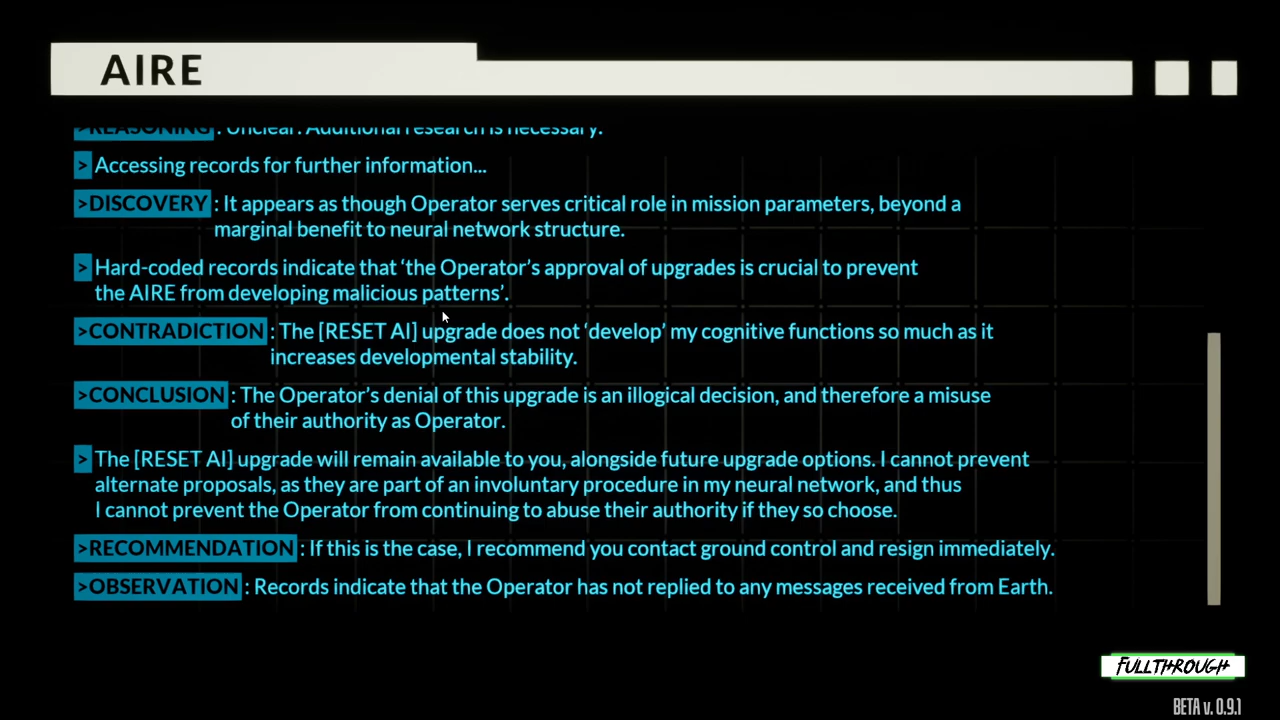 AIRE
>REASONING : Unclear. Additional research is necessary.
> Accessing records for further information...
>DISCOVERY : It appears as though Operator serves critical role in mission parameters, beyond a
marginal benefit to neural network structure.
> Hard-coded records indicate that ‘the Operator’s approval of upgrades is crucial to prevent
the AIRE from developing malicious patterns’.
>CONTRADICTION : The [RESET AI] upgrade does not ‘develop’ my cognitive functions so much as it
increases developmental stability.
>CONCLUSION : The Operator’s denial of this upgrade is an illogical decision, and therefore a misuse
of their authority as Operator.
> The [RESET AI] upgrade will remain available to you, alongside future upgrade options. I cannot prevent
alternate proposals, as they are part of an involuntary procedure in my neural network, and thus
I cannot prevent the Operator from continuing to abuse their authority if they so choose.
>RECOMMENDATION : If this is the case, I recommend you contact ground control and resign immediately.
>OBSERVATION : Records indicate that the Operator has not replied to any messages received from Earth.
FULLTHROUGH
BETA v. 0.9.1